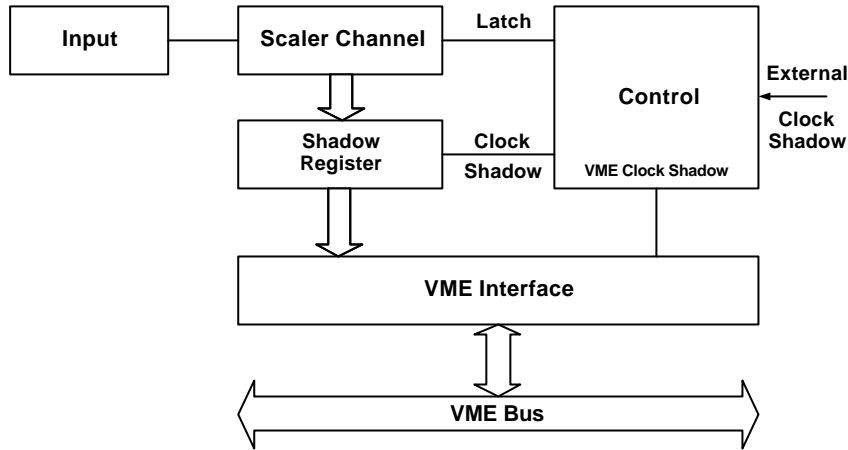 Input
Scaler Channel
Latch
Control
External
Clock
Shadow
Shadow
Register
Clock
Shadow
VME Clock Shadow
VME Interface
VME Bus